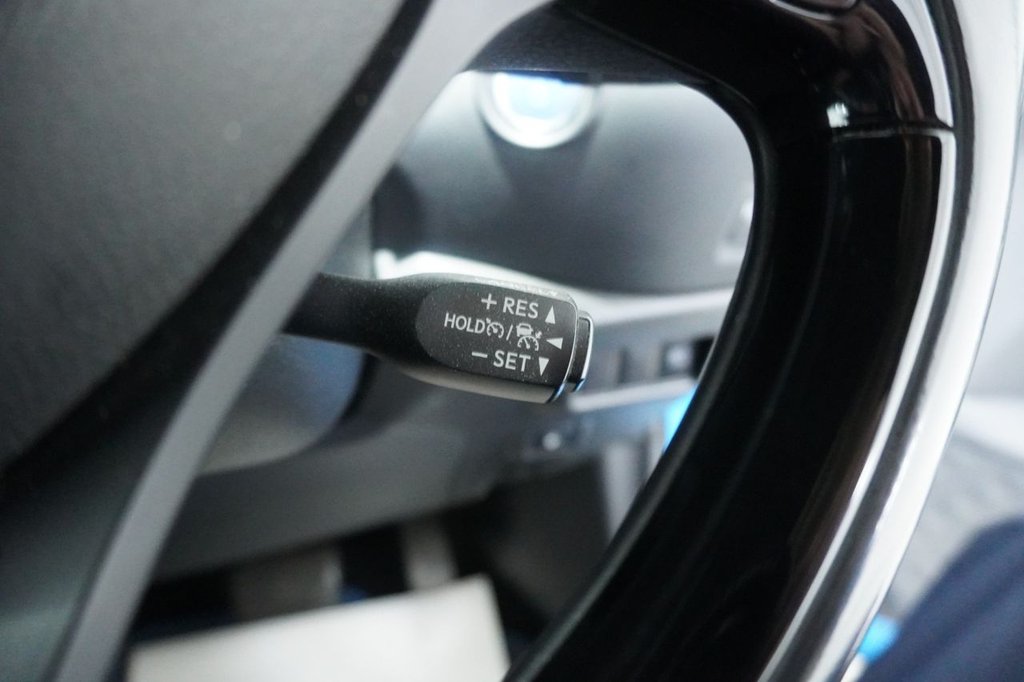 + RES ▲
HOLD / ◄
− SET ▼